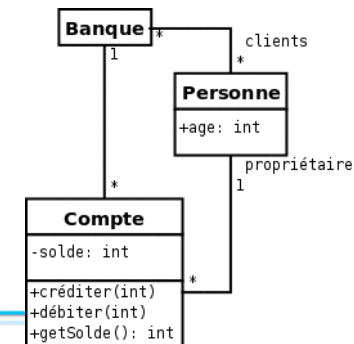 Banque
*
1
clients
*
Personne
+age: int
propriétaire
1
*
Compte
-solde: int
*
+créditer(int)
+débiter(int)
+getSolde(): int